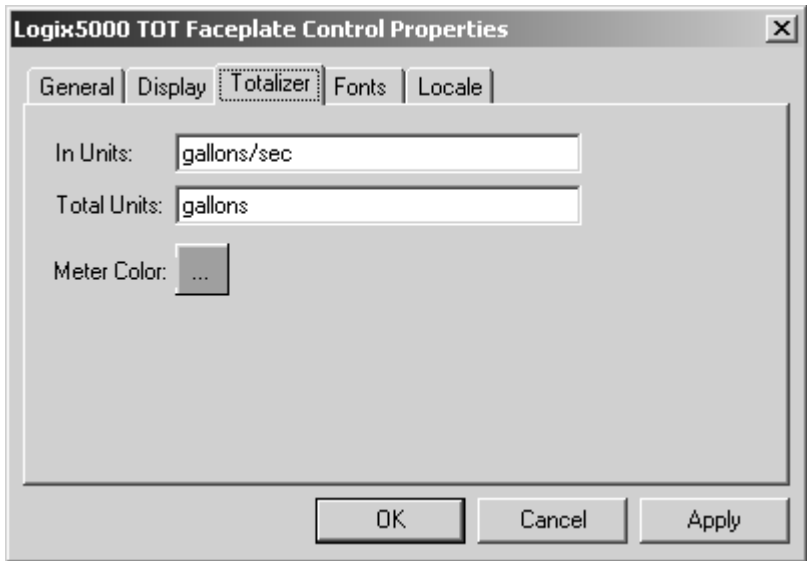 Logix5000 TOT Faceplate Control Properties
General Display Totalizer Fonts Locale
In Units: gallons/sec
Total Units: gallons
Meter Color: ...
OK Cancel Apply